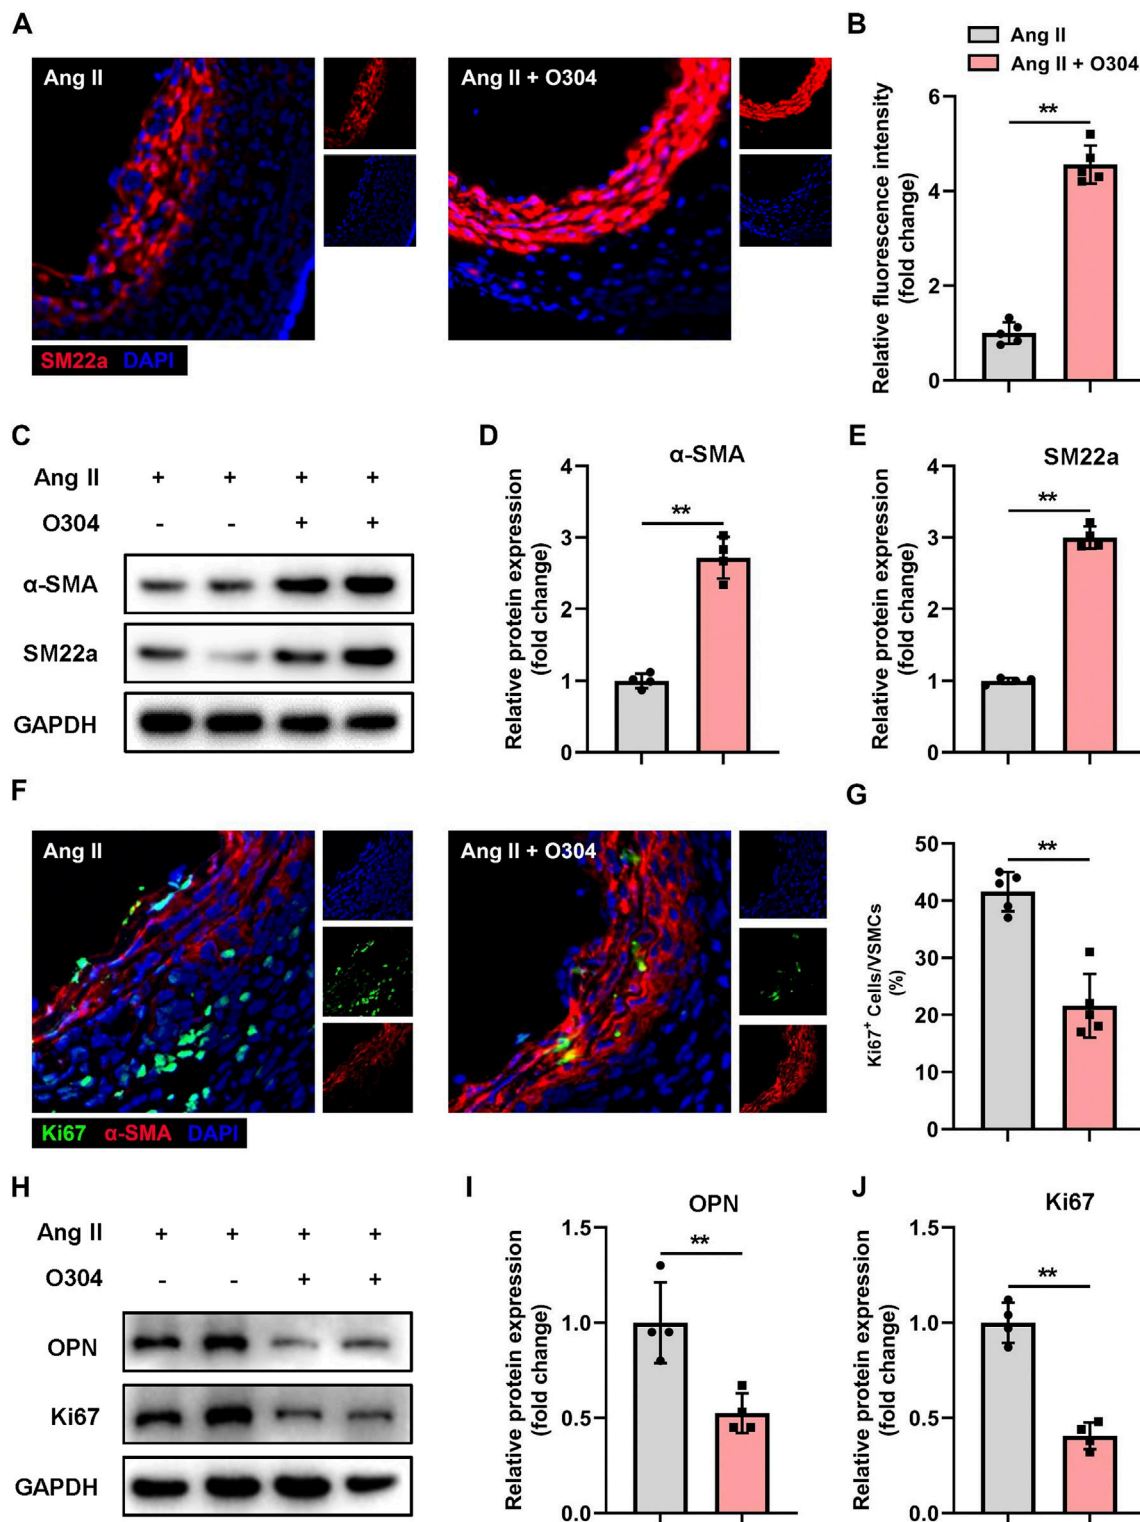 A
Ang II
Ang II + O304
SM22a DAPI
B
Ang II
Ang II + O304
Relative fluorescence intensity
(fold change)
6
4
2
0
**
C
Ang II + + + +
O304 - - + +
α-SMA
SM22a
GAPDH
D
α-SMA
Relative protein expression
(fold change)
4
3
2
1
0
**
E
SM22a
Relative protein expression
(fold change)
4
3
2
1
0
**
F
Ang II
Ang II + O304
Ki67 α-SMA DAPI
G
Ki67⁺ Cells/VSMCs
(%)
50
40
30
20
10
0
**
H
Ang II + + + +
O304 - - + +
OPN
Ki67
GAPDH
I
OPN
Relative protein expression
(fold change)
1.5
1.0
0.5
0.0
**
J
Ki67
Relative protein expression
(fold change)
1.5
1.0
0.5
0.0
**